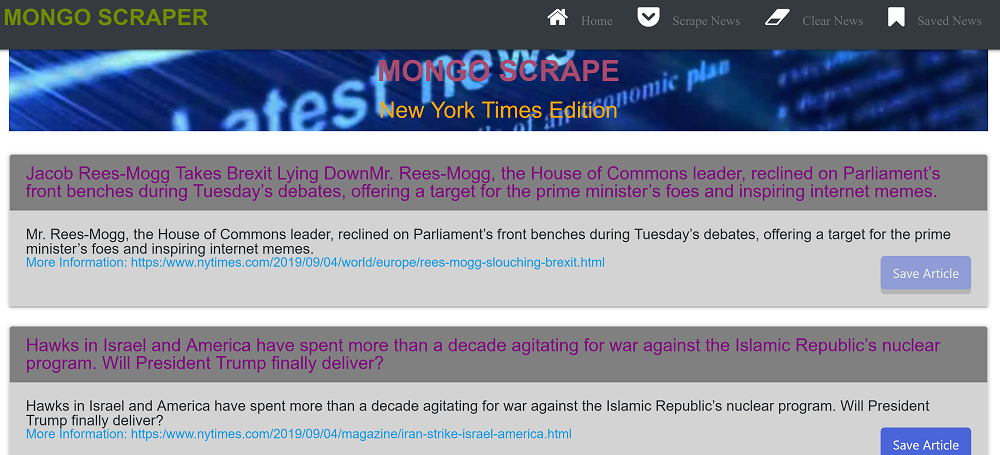 MONGO SCRAPER
Home
Scrape News
Clear News
Saved News
Latest news
economic plan
of an
MONGO SCRAPE
New York Times Edition
Jacob Rees-Mogg Takes Brexit Lying DownMr. Rees-Mogg, the House of Commons leader, reclined on Parliament’s
front benches during Tuesday’s debates, offering a target for the prime minister’s foes and inspiring internet memes.
Mr. Rees-Mogg, the House of Commons leader, reclined on Parliament’s front benches during Tuesday’s debates, offering a target for the prime
minister’s foes and inspiring internet memes.
More Information: https:/www.nytimes.com/2019/09/04/world/europe/rees-mogg-slouching-brexit.html
Save Article
Hawks in Israel and America have spent more than a decade agitating for war against the Islamic Republic’s nuclear
program. Will President Trump finally deliver?
Hawks in Israel and America have spent more than a decade agitating for war against the Islamic Republic’s nuclear program. Will President
Trump finally deliver?
More Information: https:/www.nytimes.com/2019/09/04/magazine/iran-strike-israel-america.html
Save Article